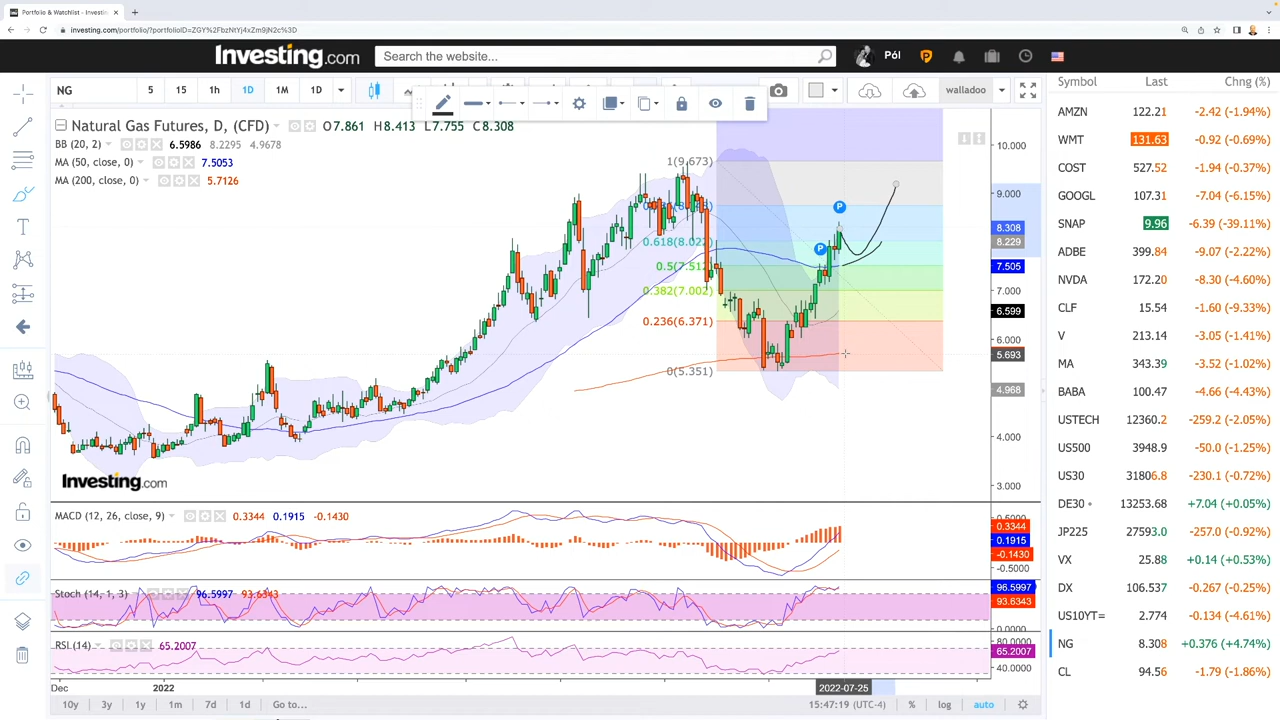 Portfolio & Watchlist - Investin
investing.com/portfolio/?portfolioID=ZGY%2FbzNtYj4xZm9jN2c%3D
Investing.com
Search the website...
Pól
NG
5
15
1h
1D
1M
1D
walladoo
Natural Gas Futures, D, (CFD)
O7.861 H8.413 L7.755 C8.308
BB (20, 2) 6.5986 8.2295 4.9678
MA (50, close, 0) 7.5053
MA (200, close, 0) 5.7126
1(9.673)
0.618(8.022)
0.5(7.512)
0.382(7.002)
0.236(6.371)
0(5.351)
P
P
10.000
9.000
8.308
8.229
7.505
7.000
6.599
6.000
5.693
4.968
4.000
3.000
Investing.com
MACD (12, 26, close, 9) 0.3344 0.1915 -0.1430
0.3344
0.1915
-0.1430
-0.5000
Stoch (14, 1, 3) 96.5997 93.6343
96.5997
93.6343
0.0000
RSI (14) 65.2007
80.0000
65.2007
40.0000
Dec
2022
2022-07-25
10y
3y
1y
1m
7d
1d
Go to...
15:47:19 (UTC-4)
%
log
auto
Symbol Last Chng (%)
AMZN 122.21 -2.42 (-1.94%)
WMT 131.63 -0.92 (-0.69%)
COST 527.52 -1.94 (-0.37%)
GOOGL 107.31 -7.04 (-6.15%)
SNAP 9.96 -6.39 (-39.11%)
ADBE 399.84 -9.07 (-2.22%)
NVDA 172.20 -8.30 (-4.60%)
CLF 15.54 -1.60 (-9.33%)
V 213.14 -3.05 (-1.41%)
MA 343.39 -3.52 (-1.02%)
BABA 100.47 -4.66 (-4.43%)
USTECH 12360.2 -259.2 (-2.05%)
US500 3948.9 -50.0 (-1.25%)
US30 31806.8 -230.1 (-0.72%)
DE30 13253.68 +7.04 (+0.05%)
JP225 27593.0 -257.0 (-0.92%)
VX 25.88 +0.14 (+0.53%)
DX 106.537 -0.267 (-0.25%)
US10YT= 2.774 -0.134 (-4.61%)
NG 8.308 +0.376 (+4.74%)
CL 94.56 -1.79 (-1.86%)